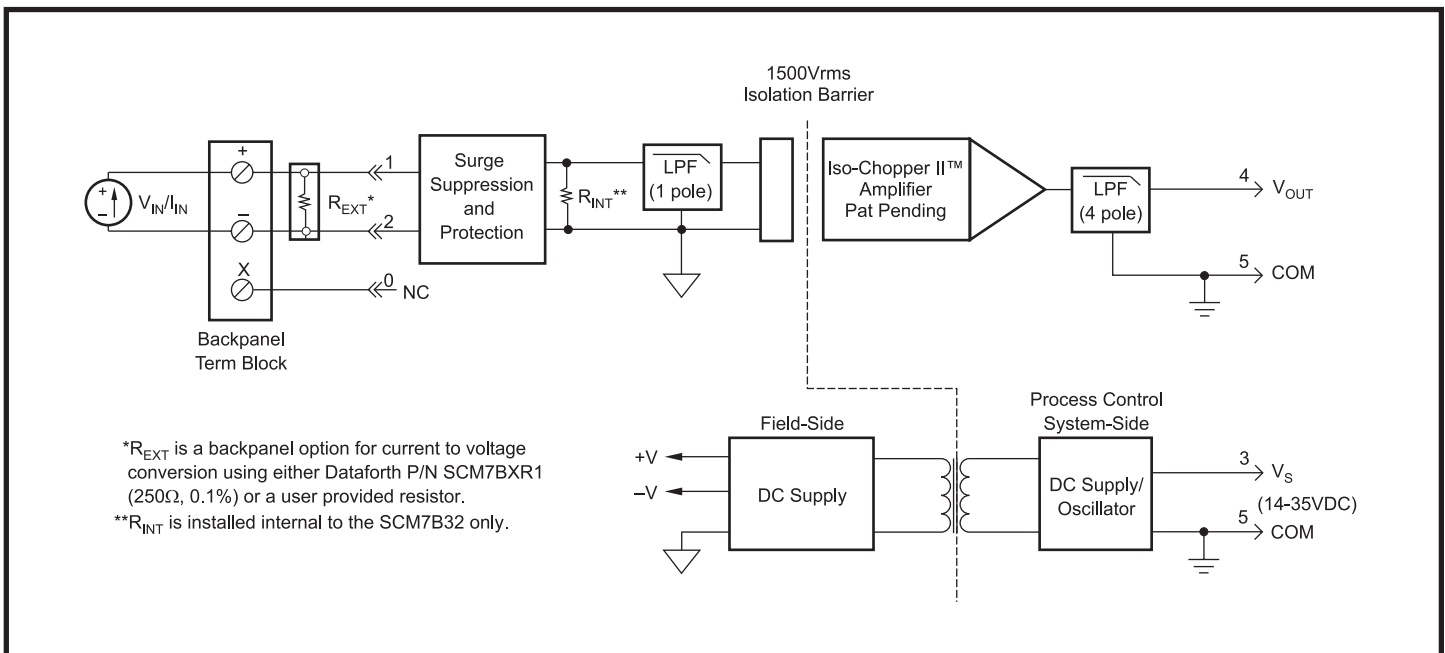 1500Vrms
Isolation Barrier
+
1
Surge
Suppression
and
Protection
LPF
(1 pole)
Iso-Chopper II™
Amplifier
Pat Pending
LPF
(4 pole)
4
V_OUT
+
−
V_IN/I_IN
R_EXT*
R_INT**
−
2
X
0
NC
5
COM
Backpanel
Term Block
*R_EXT is a backpanel option for current to voltage
conversion using either Dataforth P/N SCM7BXR1
(250Ω, 0.1%) or a user provided resistor.
**R_INT is installed internal to the SCM7B32 only.
Field-Side
+V
−V
DC Supply
Process Control
System-Side
DC Supply/
Oscillator
3
V_S
(14-35VDC)
5
COM